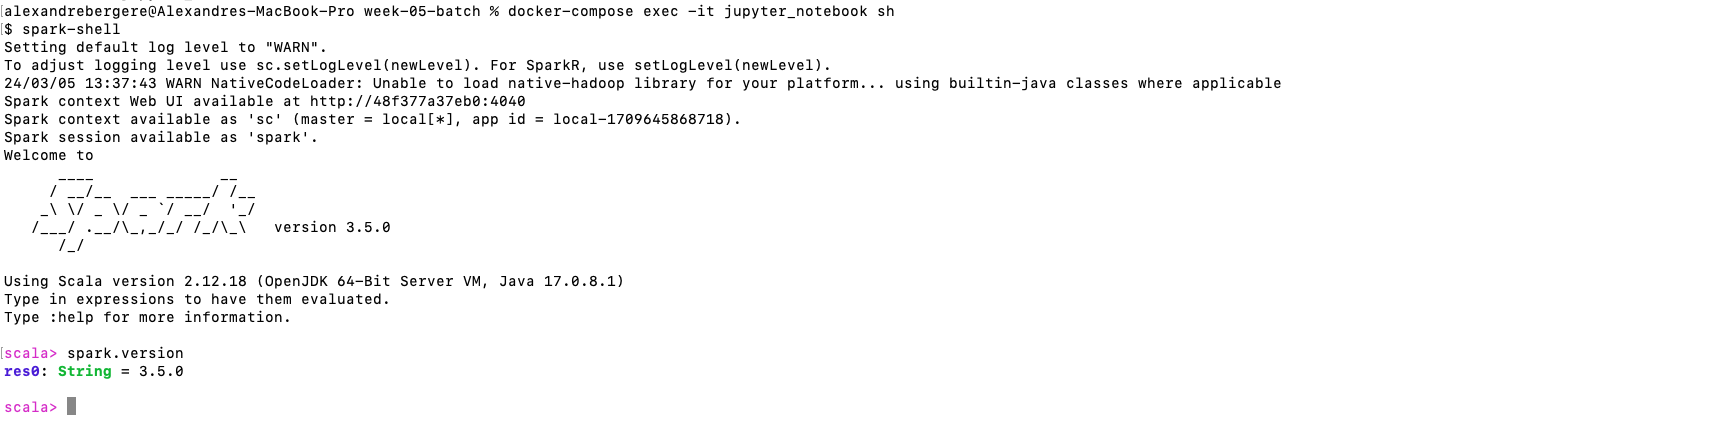 [alexandrebergere@Alexandres-MacBook-Pro week-05-batch % docker-compose exec -it jupyter_notebook sh
[$ spark-shell
Setting default log level to "WARN".
To adjust logging level use sc.setLogLevel(newLevel). For SparkR, use setLogLevel(newLevel).
24/03/05 13:37:43 WARN NativeCodeLoader: Unable to load native-hadoop library for your platform... using builtin-java classes where applicable
Spark context Web UI available at http://48f377a37eb0:4040
Spark context available as 'sc' (master = local[*], app id = local-1709645868718).
Spark session available as 'spark'.
Welcome to
      ____              __
     / __/__  ___ _____/ /__
    _\ \/ _ \/ _ `/ __/  '_/
   /___/ .__/\_,_/_/ /_/\_\   version 3.5.0
      /_/
Using Scala version 2.12.18 (OpenJDK 64-Bit Server VM, Java 17.0.8.1)
Type in expressions to have them evaluated.
Type :help for more information.
[scala> spark.version
res0: String = 3.5.0
scala>